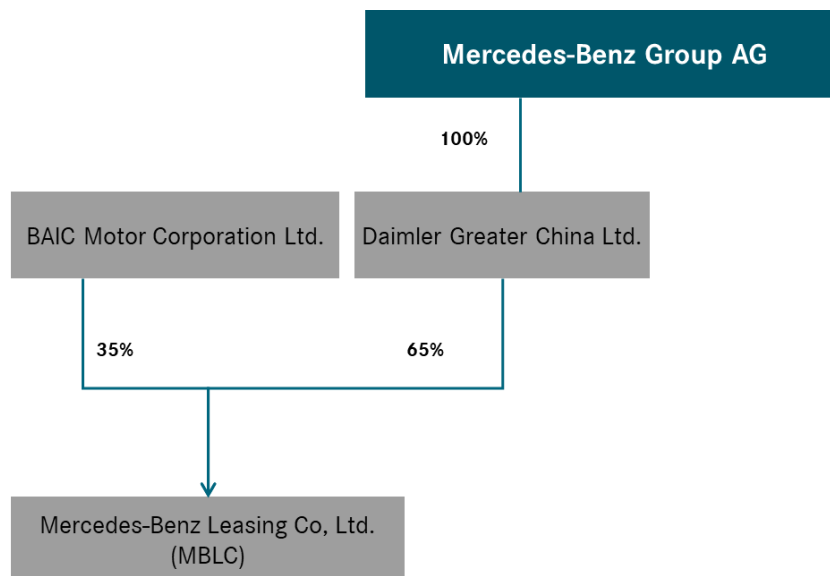 Mercedes-Benz Group AG
100%
BAIC Motor Corporation Ltd.
Daimler Greater China Ltd.
35%
65%
Mercedes-Benz Leasing Co, Ltd.
(MBLC)